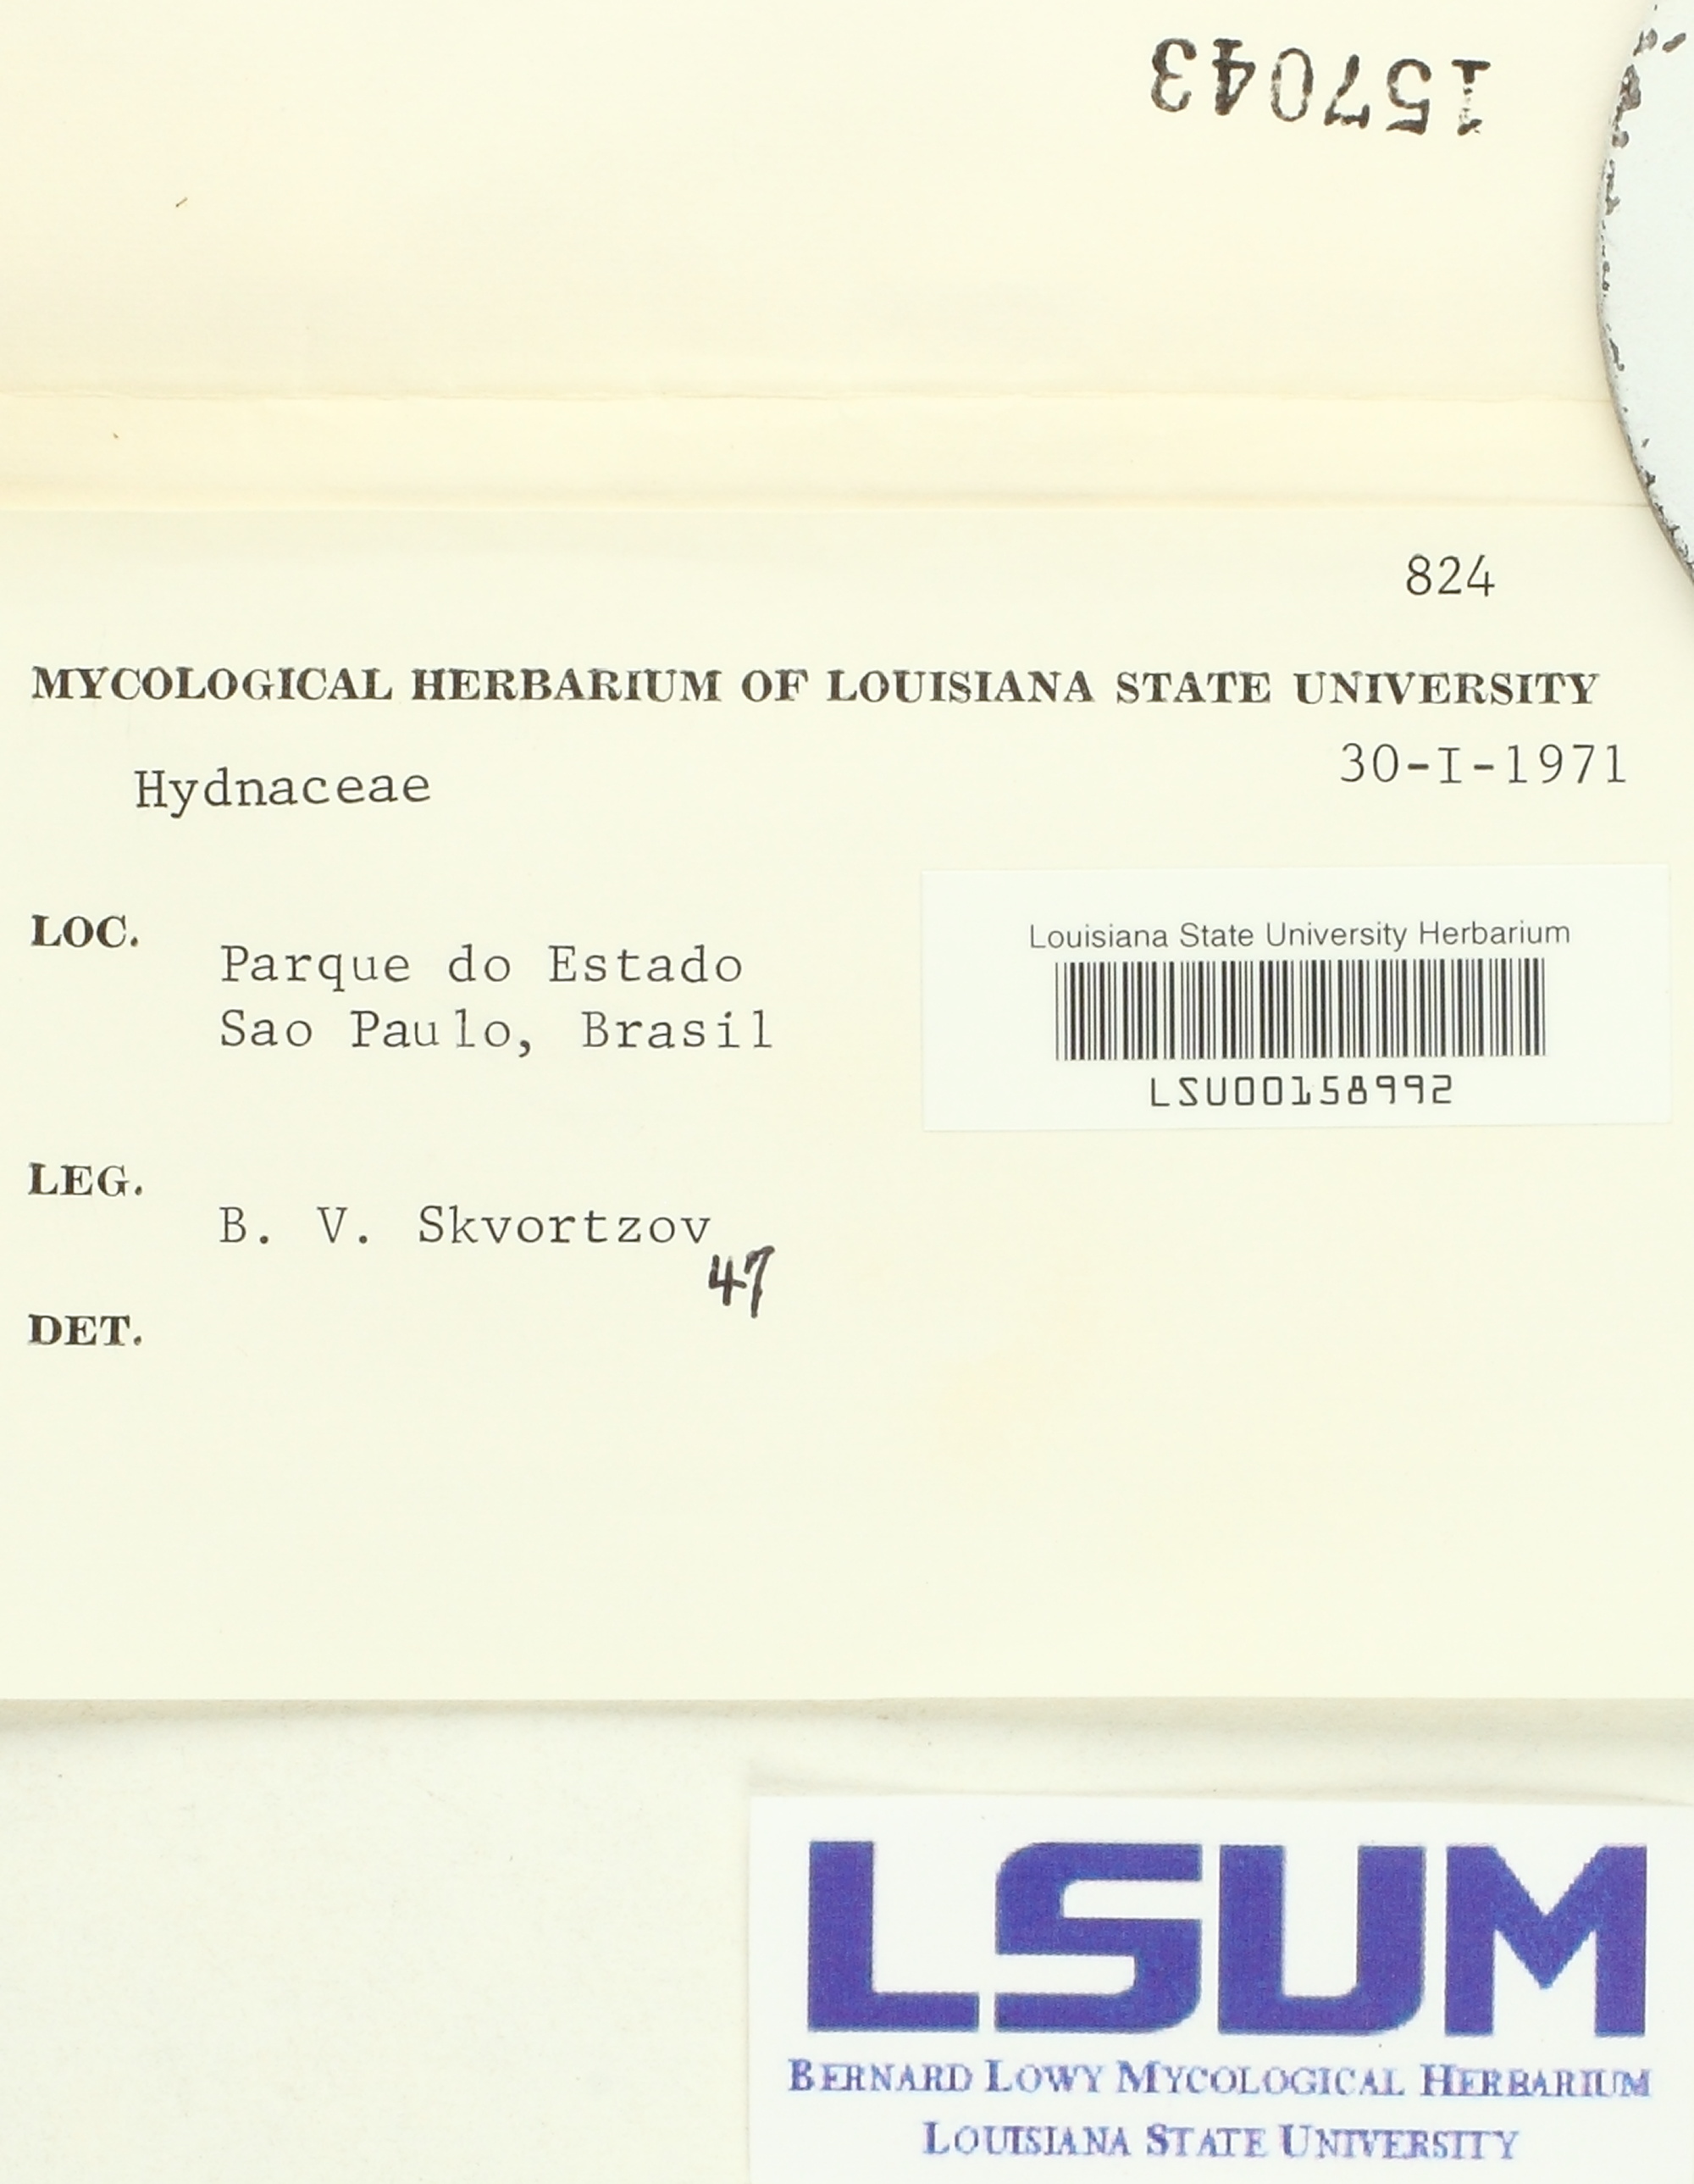 157043
824
MYCOLOGICAL HERBARIUM OF LOUISIANA STATE UNIVERSITY
Hydnaceae
30-I-1971
LOC.
Parque do Estado
Sao Paulo, Brasil
Louisiana State University Herbarium
LSU00158992
LEG.
B. V. Skvortzov
47
DET.
LSUM
BERNARD LOWY MYCOLOGICAL HERBARIUM
LOUISIANA STATE UNIVERSITY